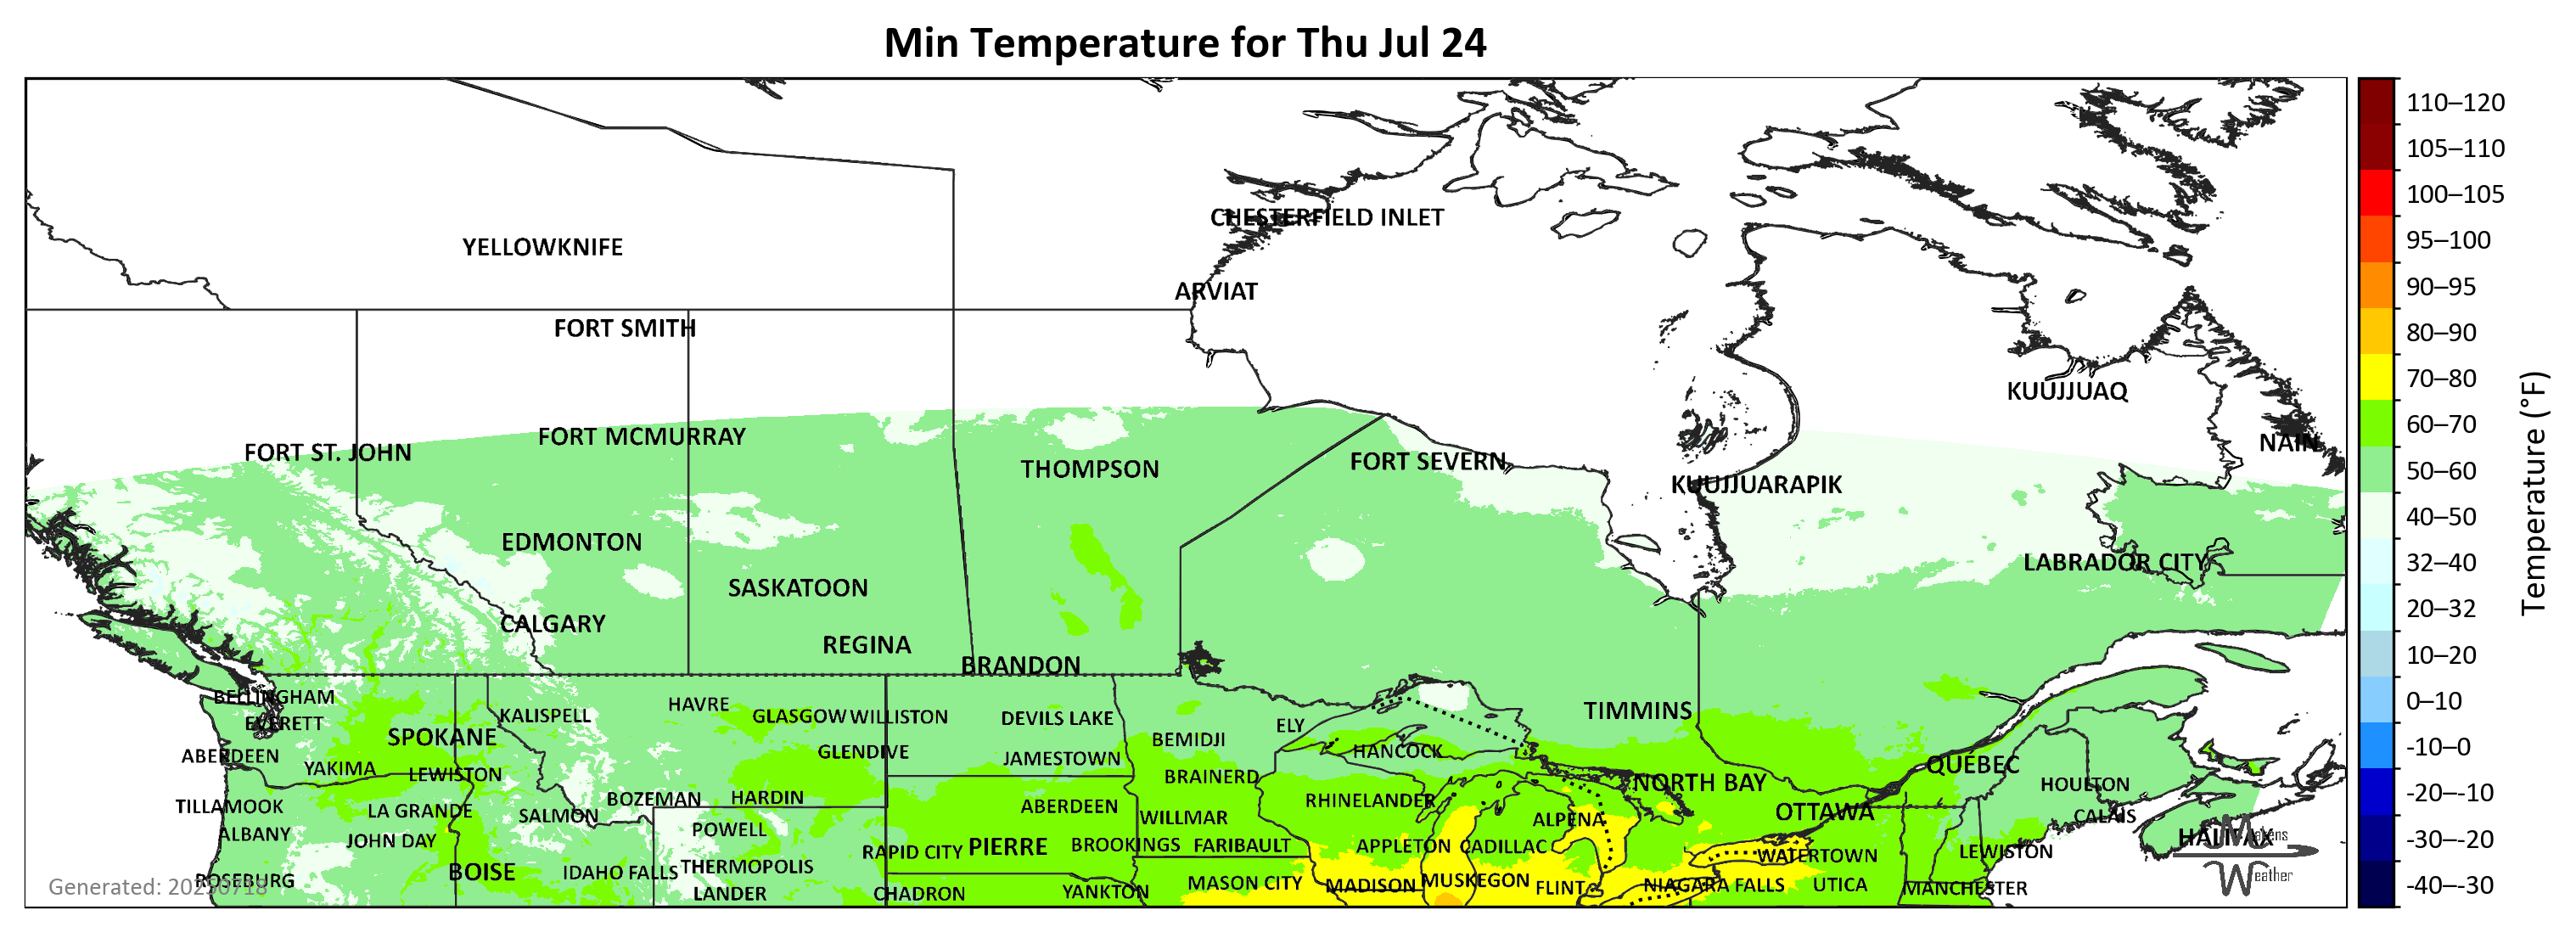 Min Temperature for Thu Jul 24
110–120
105–110
100–105
CHESTERFIELD INLET
95–100
YELLOWKNIFE
90–95
ARVIAT
FORT SMITH
80–90
70–80
KUUJJUAQ
60–70
FORT MCMURRAY
NAIN
FORT ST. JOHN
FORT SEVERN
THOMPSON
50–60
KUUJJUARAPIK
40–50
Temperature (°F)
EDMONTON
LABRADOR CITY
32–40
SASKATOON
20–32
CALGARY
REGINA
10–20
BRANDON
BELLINGHAM
0–10
HAVRE
TIMMINS
KALISPELL
GLASGOW WILLISTON
DEVILS LAKE
EVERETT
ELY
SPOKANE
BEMIDJI
-10–0
HANCOCK
GLENDIVE
ABERDEEN
JAMESTOWN
QUÉBEC
YAKIMA
LEWISTON
BRAINERD
NORTH BAY
HOULTON
-20–-10
BOZEMAN
HARDIN
RHINELANDER
TILLAMOOK
ABERDEEN
LA GRANDE
OTTAWA
SALMON
WILLMAR
CALAIS
ALPENA
POWELL
ALBANY
HALIFAX
Makens
Weather
-30–-20
JOHN DAY
RAPID CITY
PIERRE
BROOKINGS
FARIBAULT
APPLETON
CADILLAC
LEWISTON
WATERTOWN
THERMOPOLIS
BOISE
IDAHO FALLS
ROSEBURG
MASON CITY
MADISON
MUSKEGON
FLINT
NIAGARA FALLS
UTICA
MANCHESTER
-40–-30
Generated: 20250718
LANDER
CHADRON
YANKTON